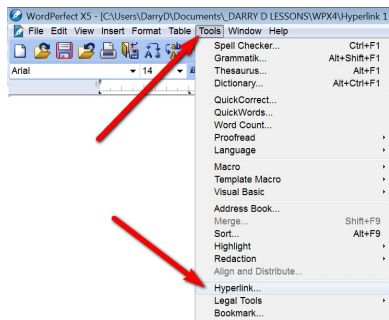 WordPerfect X5 - [C:\Users\DarryD\Documents\_DARRY D LESSONS\WPX4\Hyperlink 1
File Edit View Insert Format Table Tools Window Help
Arial 14
Spell Checker... Ctrl+F1
Grammatik... Alt+Shift+F1
Thesaurus... Alt+F1
Dictionary... Alt+Ctrl+F1
QuickCorrect...
QuickWords...
Word Count...
Proofread
Language
Macro
Template Macro
Visual Basic
Address Book...
Merge... Shift+F9
Sort... Alt+F9
Highlight
Redaction
Align and Distribute...
Hyperlink...
Legal Tools
Bookmark...